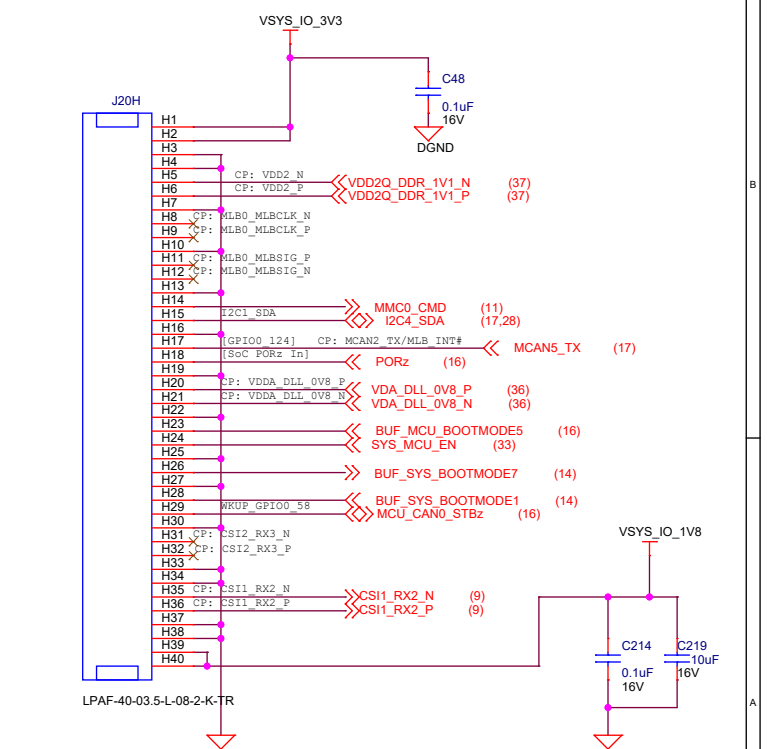 VSYS_IO_3V3
C48
0.1uF
16V
DGND
J20H
H1
H2
H3
H4
H5 CP: VDD2_N VDD2Q_DDR_1V1_N (37)
H6 CP: VDD2_P VDD2Q_DDR_1V1_P (37)
H7
H8 CP: MLB0_MLBCLK_N
H9 CP: MLB0_MLBCLK_P
H10
H11 CP: MLB0_MLBSIG_P
H12 CP: MLB0_MLBSIG_N
H13
H14 MMC0_CMD (11)
H15 I2C1_SDA I2C4_SDA (17,28)
H16
H17 [GPIO0_124] CP: MCAN2_TX/MLB_INT# MCAN5_TX (17)
H18 [SoC PORz In] PORz (16)
H19
H20 CP: VDDA_DLL_0V8_P VDA_DLL_0V8_P (36)
H21 CP: VDDA_DLL_0V8_N VDA_DLL_0V8_N (36)
H22
H23 BUF_MCU_BOOTMODE5 (16)
H24 SYS_MCU_EN (33)
H25
H26 BUF_SYS_BOOTMODE7 (14)
H27
H28 BUF_SYS_BOOTMODE1 (14)
H29 WKUP_GPIO0_58 MCU_CAN0_STBz (16)
H30
H31 CP: CSI2_RX3_N
H32 CP: CSI2_RX3_P
H33
H34
H35 CP: CSI1_RX2_N CSI1_RX2_N (9)
H36 CP: CSI1_RX2_P CSI1_RX2_P (9)
H37
H38
H39
H40
LPAF-40-03.5-L-08-2-K-TR
VSYS_IO_1V8
C214
0.1uF
16V
C219
10uF
16V
B
A